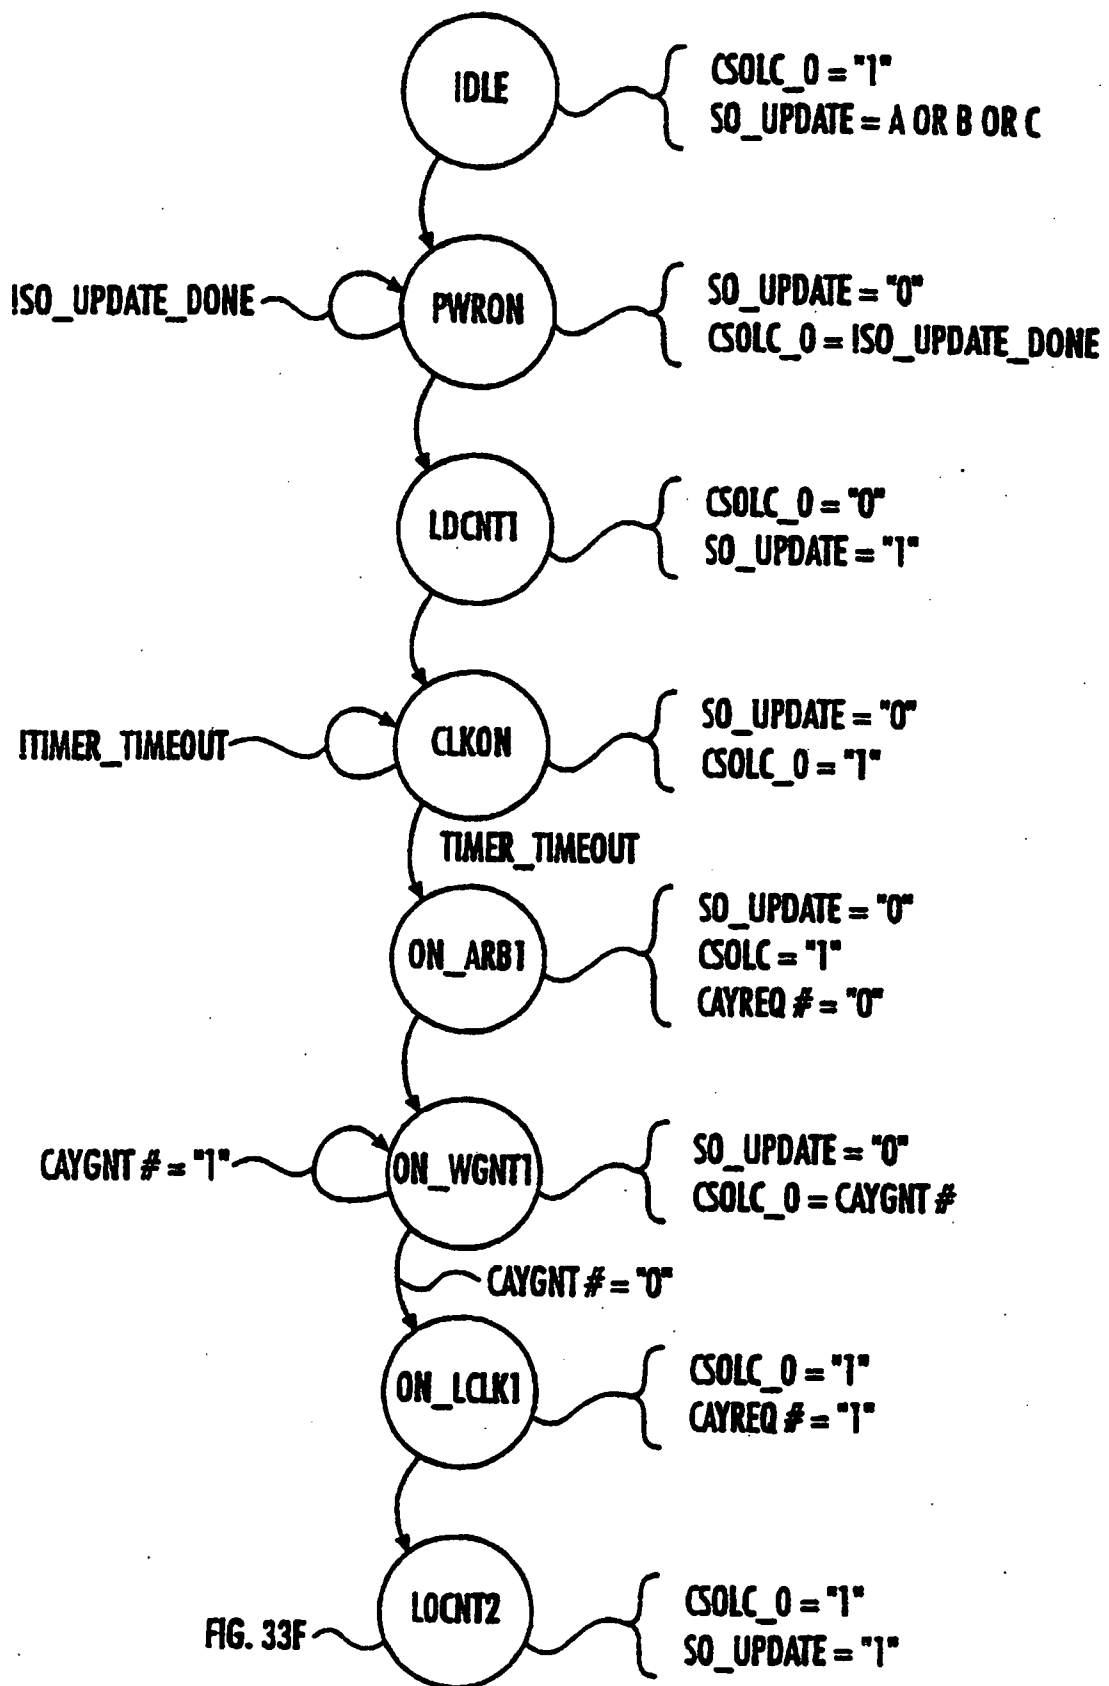 IDLE
CSOLC_0 = "1"
SO_UPDATE = A OR B OR C
!SO_UPDATE_DONE
PWRON
SO_UPDATE = "0"
CSOLC_0 = !SO_UPDATE_DONE
LDCNT1
CSOLC_0 = "0"
SO_UPDATE = "1"
!TIMER_TIMEOUT
CLKON
SO_UPDATE = "0"
CSOLC_0 = "1"
TIMER_TIMEOUT
ON_ARB1
SO_UPDATE = "0"
CSOLC = "1"
CAYREQ # = "0"
CAYGNT # = "1"
ON_WGNT1
SO_UPDATE = "0"
CSOLC_0 = CAYGNT #
CAYGNT # = "0"
ON_LCLK1
CSOLC_0 = "1"
CAYREQ # = "1"
LOCNT2
CSOLC_0 = "1"
SO_UPDATE = "1"
FIG. 33F